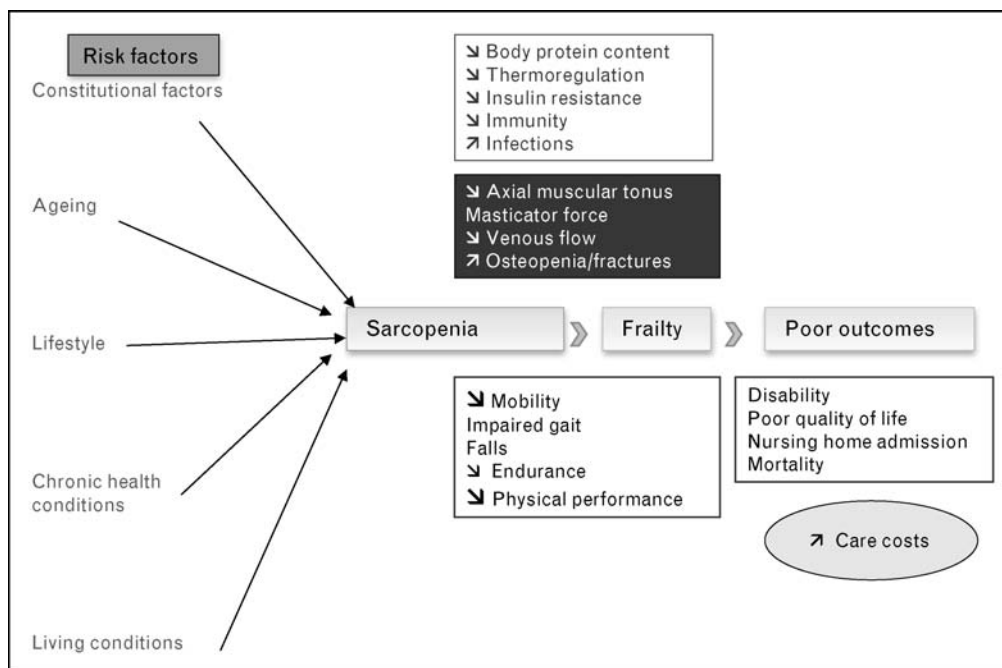 Risk factors
Constitutional factors
Ageing
Lifestyle
Chronic health
conditions
Living conditions
↘ Body protein content
↘ Thermoregulation
↘ Insulin resistance
↘ Immunity
↗ Infections
↘ Axial muscular tonus
Masticator force
↘ Venous flow
↗ Osteopenia/fractures
Sarcopenia
Frailty
Poor outcomes
↘ Mobility
Impaired gait
Falls
↘ Endurance
↘ Physical performance
Disability
Poor quality of life
Nursing home admission
Mortality
↗ Care costs